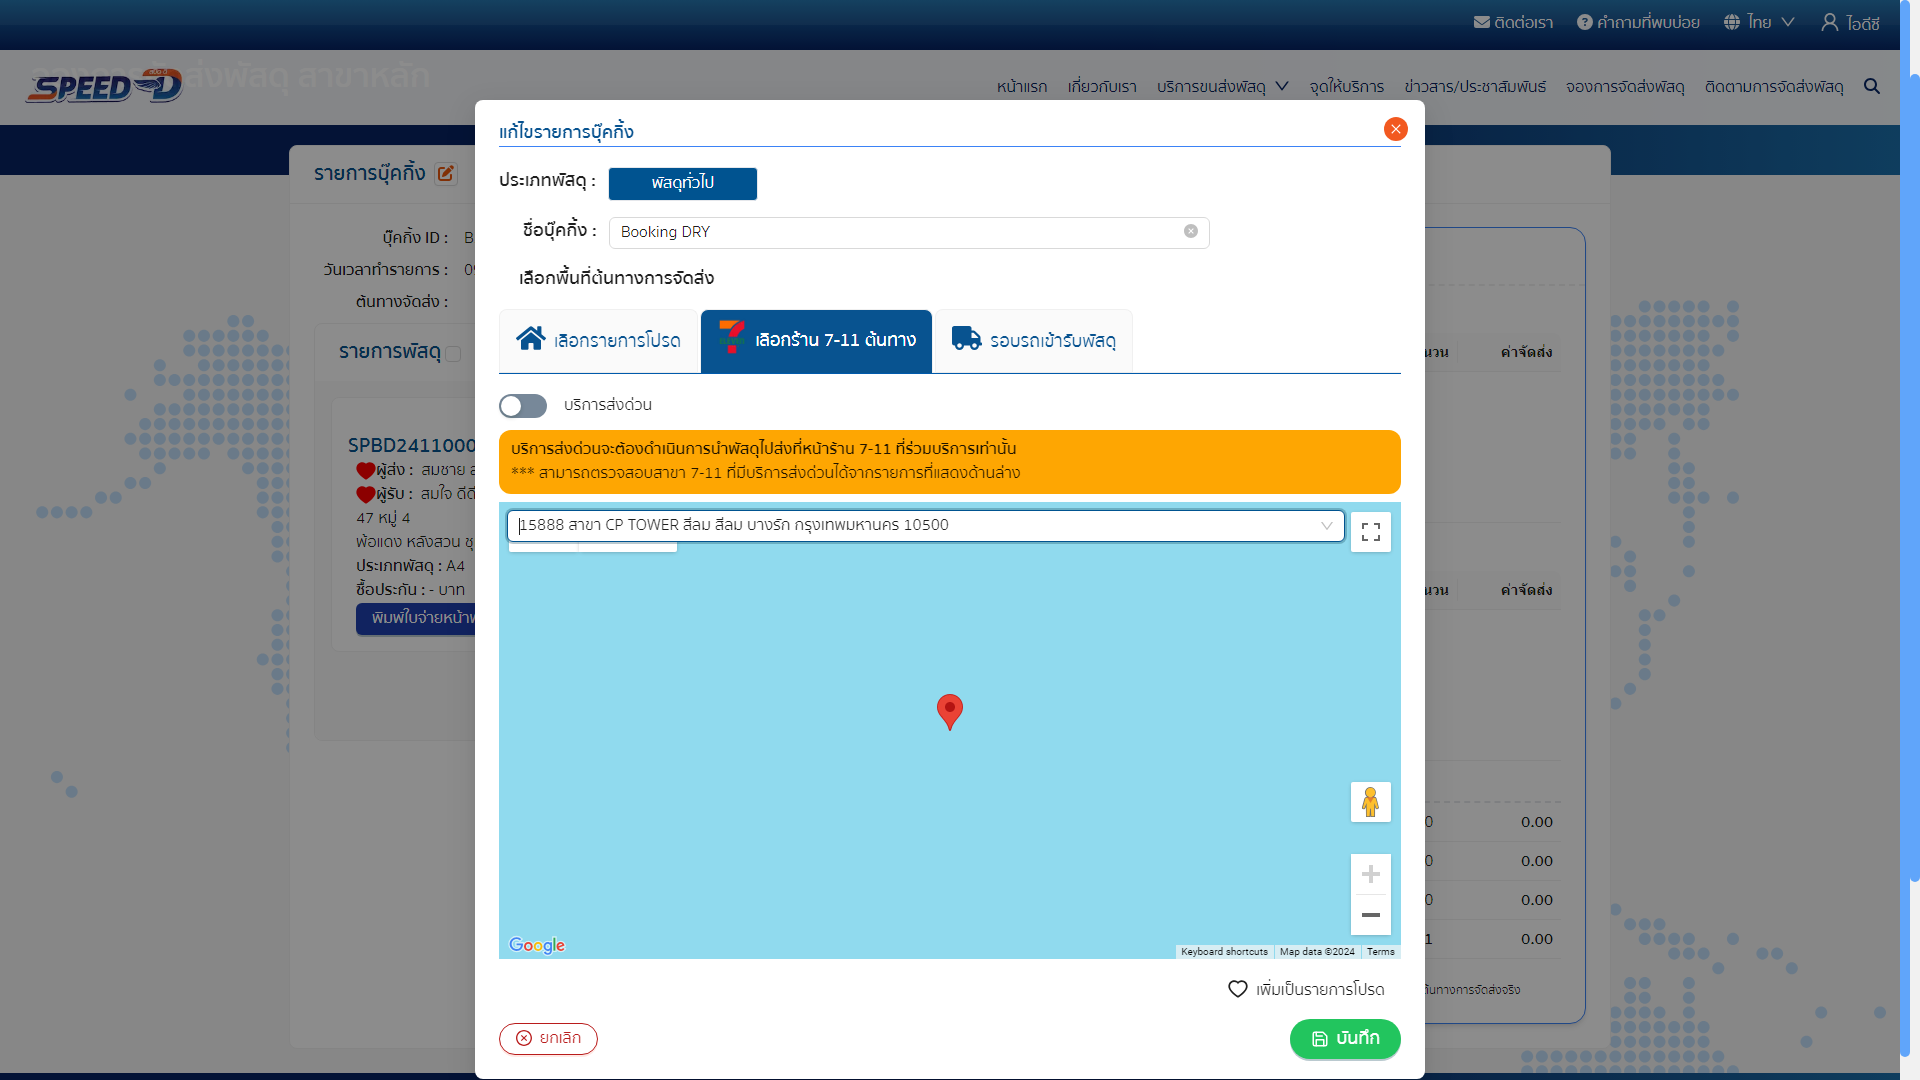 ติดต่อเรา
คำถามที่พบบ่อย
ไทย
ไอดีซี
SPEED-D
ส่งพัสดุ สาขาหลัก
หน้าแรก
เกี่ยวกับเรา
บริการขนส่งพัสดุ
จุดให้บริการ
ข่าวสาร/ประชาสัมพันธ์
จองการจัดส่งพัสดุ
ติดตามการจัดส่งพัสดุ
แก้ไขรายการบุ๊คกิ้ง
ประเภทพัสดุ :
พัสดุทั่วไป
ชื่อบุ๊คกิ้ง :
Booking DRY
เลือกพื้นที่ต้นทางการจัดส่ง
เลือกรายการโปรด
เลือกร้าน 7-11 ต้นทาง
รอบรถเข้ารับพัสดุ
บริการส่งด่วน
บริการส่งด่วนจะต้องดำเนินการนำพัสดุไปส่งที่หน้าร้าน 7-11 ที่ร่วมบริการเท่านั้น
*** สามารถตรวจสอบสาขา 7-11 ที่มีบริการส่งด่วนได้จากรายการที่แสดงด้านล่าง
15888 สาขา CP TOWER สีลม สีลม บางรัก กรุงเทพมหานคร 10500
Google
Keyboard shortcuts
Map data ©2024
Terms
เพิ่มเป็นรายการโปรด
ยกเลิก
บันทึก
รายการบุ๊คกิ้ง
บุ๊คกิ้ง ID :
B
วันเวลาทำรายการ :
09
ต้นทางจัดส่ง :
รายการพัสดุ
SPBD2411000
ผู้ส่ง : สมชาย
ผู้รับ : สมใจ ดีดี
47 หมู่ 4
พ้อแดง หลังสวน ชุ
ประเภทพัสดุ : A4
ซื้อประกัน : - บาท
พิมพ์ใบจ่ายหน้าพ
นวน
ค่าจัดส่ง
นวน
ค่าจัดส่ง
0
0.00
0
0.00
0
0.00
1
0.00
ต้นทางการจัดส่งจริง